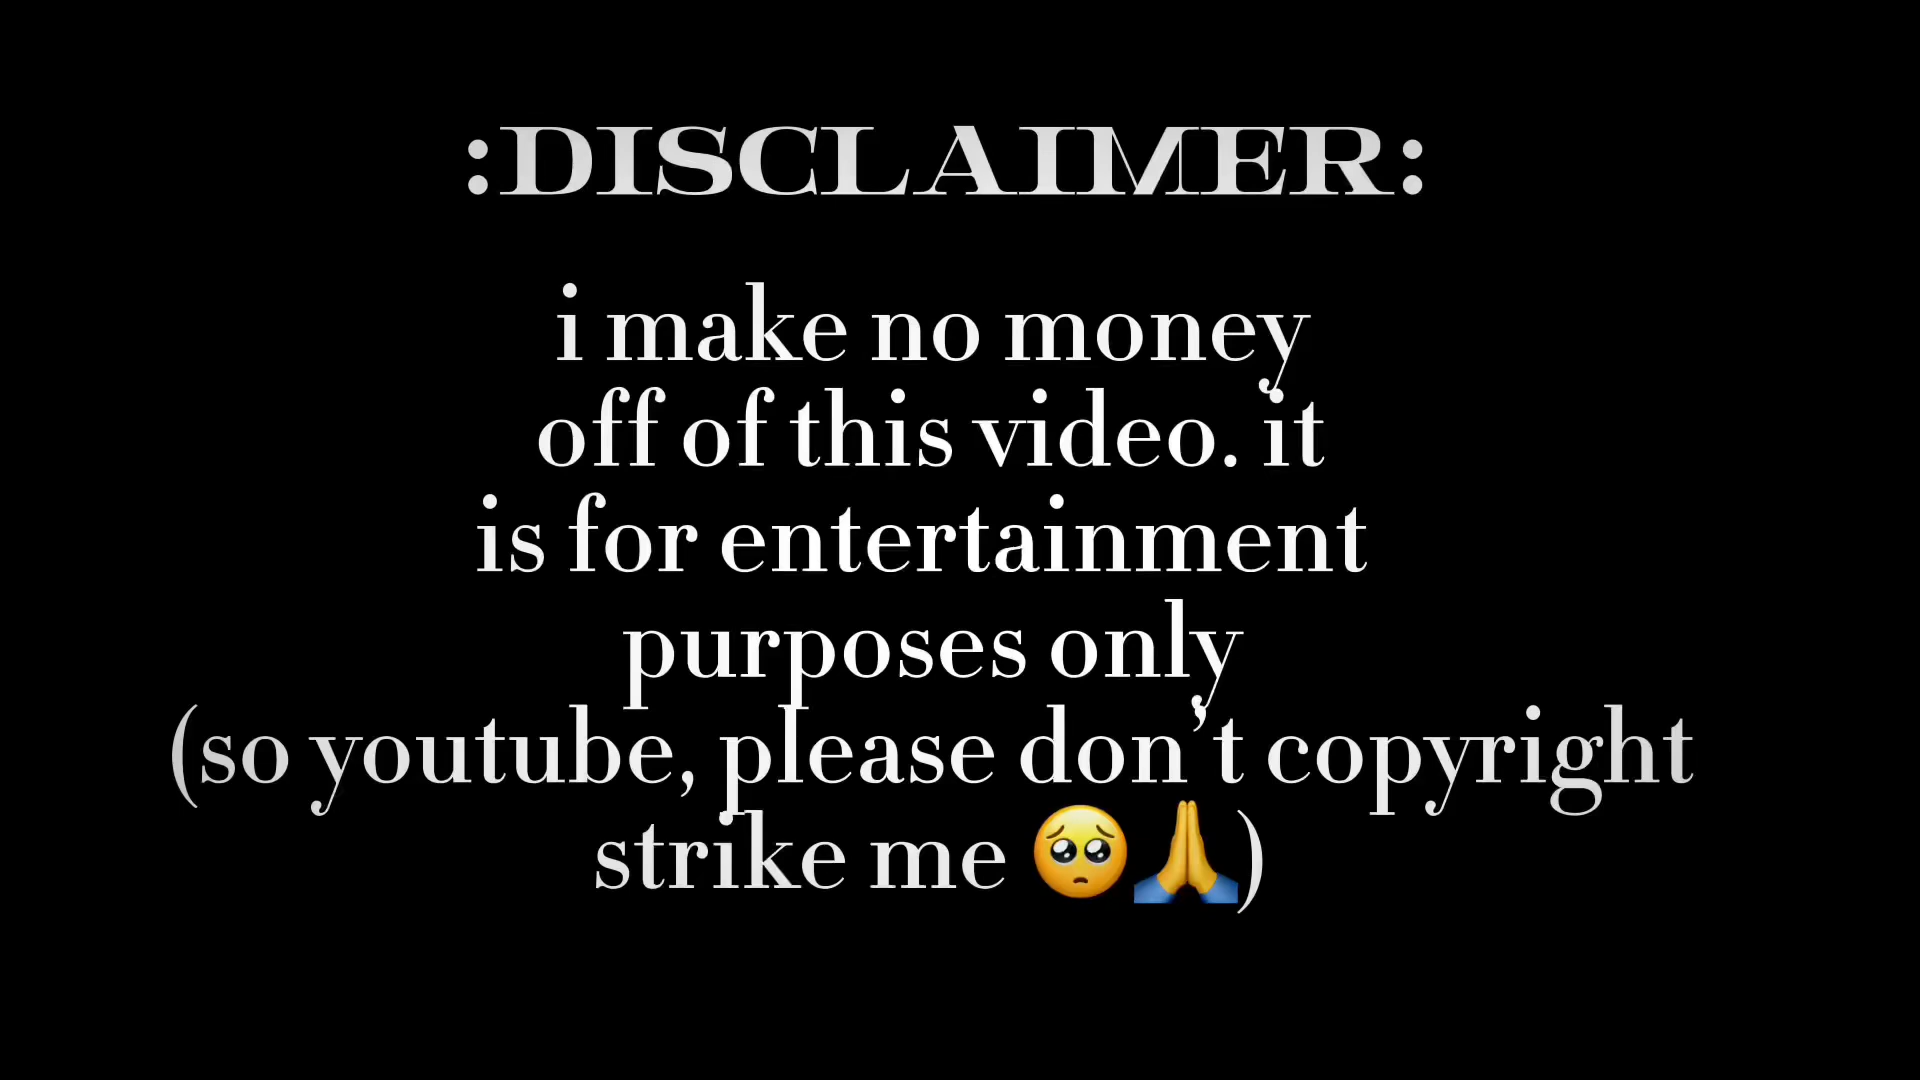 :DISCLAIMER:
i make no money
off of this video. it
is for entertainment
purposes only
(so youtube, please don't copyright
strike me 🥺🙏)